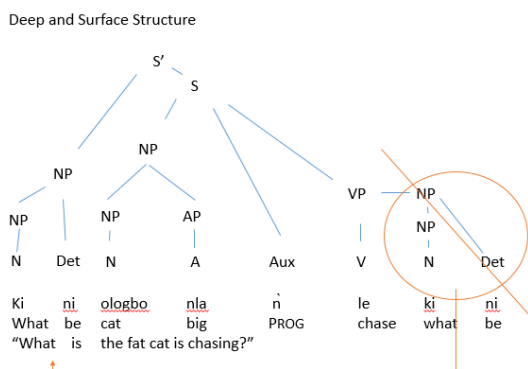 Deep and Surface Structure
S’
S
NP
NP
VP NP
NP NP AP NP
N Det N A Aux V N Det
Ki ni ologbo nla ǹ le ki ni
What be cat big PROG chase what be
“What is the fat cat is chasing?”